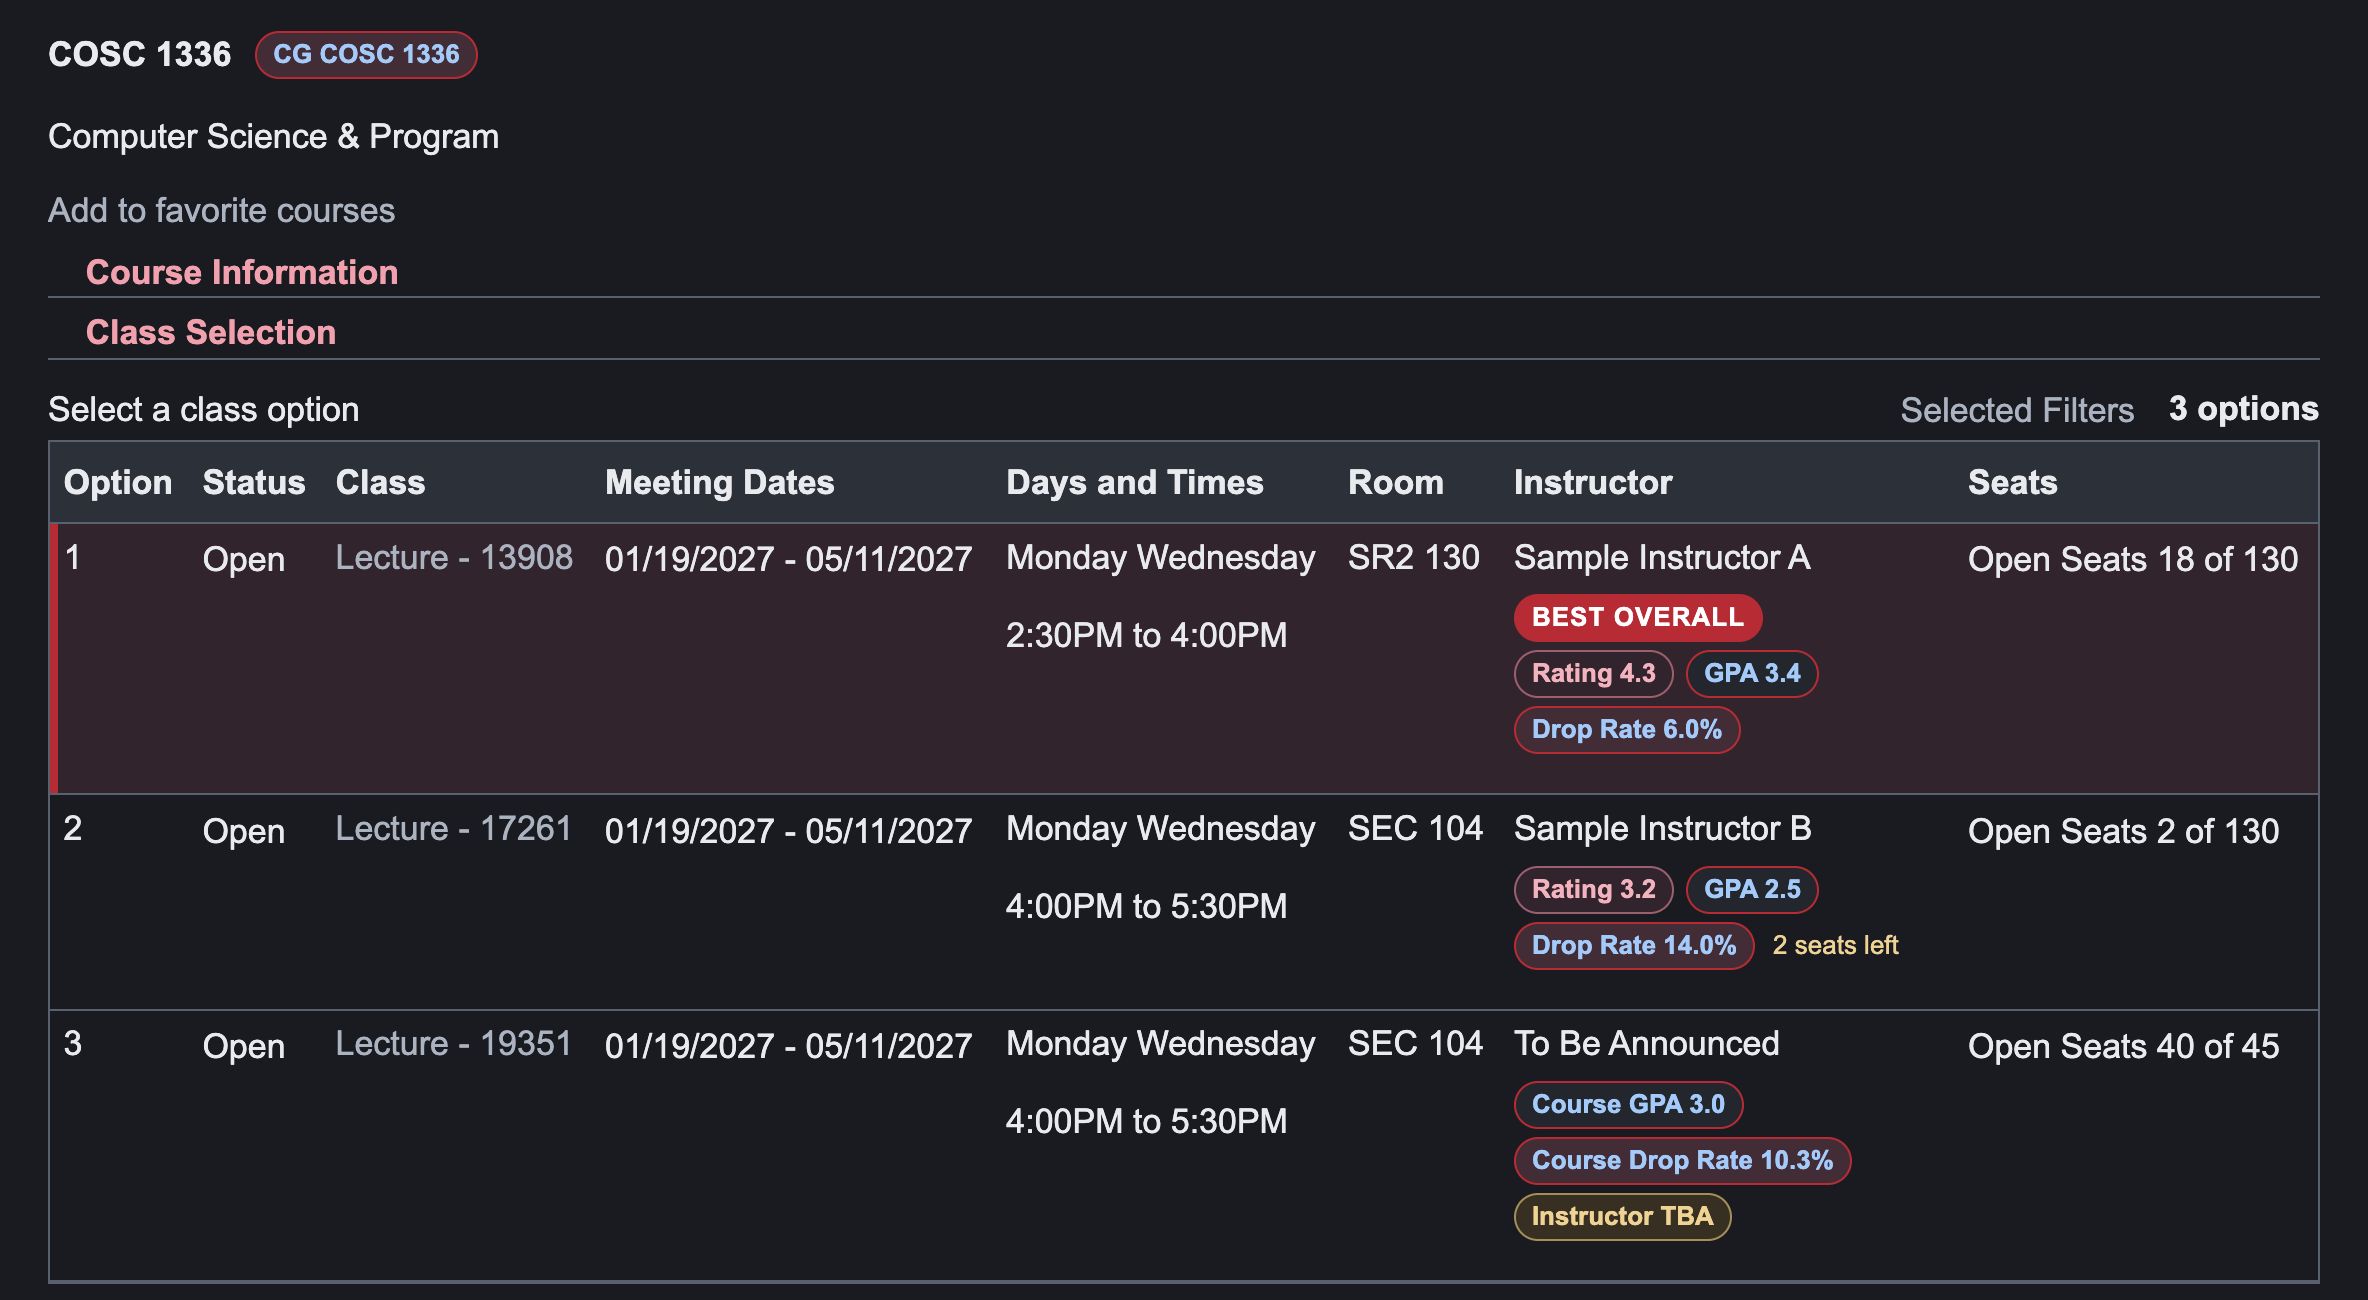 COSC 1336 CG COSC 1336
Computer Science & Program
Add to favorite courses
Course Information
Class Selection
Select a class option Selected Filters 3 options
Option Status Class Meeting Dates Days and Times Room Instructor Seats
1 Open Lecture - 13908 01/19/2027 - 05/11/2027 Monday Wednesday SR2 130 Sample Instructor A Open Seats 18 of 130
BEST OVERALL
2:30PM to 4:00PM
Rating 4.3 GPA 3.4
Drop Rate 6.0%
2 Open Lecture - 17261 01/19/2027 - 05/11/2027 Monday Wednesday SEC 104 Sample Instructor B Open Seats 2 of 130
Rating 3.2 GPA 2.5
4:00PM to 5:30PM
Drop Rate 14.0% 2 seats left
3 Open Lecture - 19351 01/19/2027 - 05/11/2027 Monday Wednesday SEC 104 To Be Announced Open Seats 40 of 45
Course GPA 3.0
4:00PM to 5:30PM
Course Drop Rate 10.3%
Instructor TBA